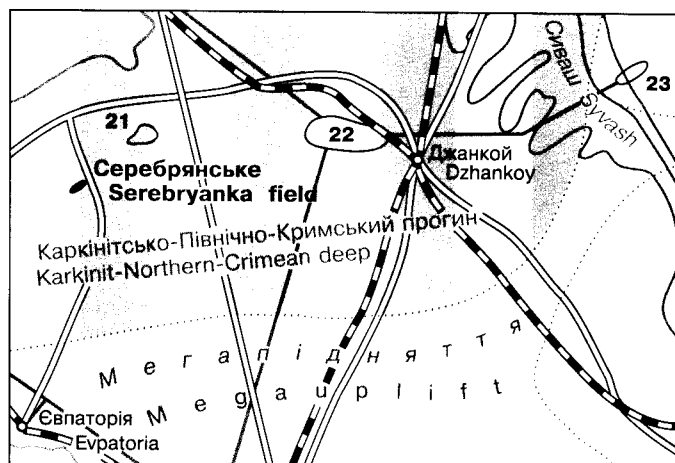 Сиваш
Syvash
23
21
22
Джанкой
Dzhankoy
Серебрянське
Serebryanka field
Каркінітсько-Північно-Кримський прогин
Karkinit-Northern-Crimean deep
Мегапідняття
Megauplift
Євпаторія
Evpatoria